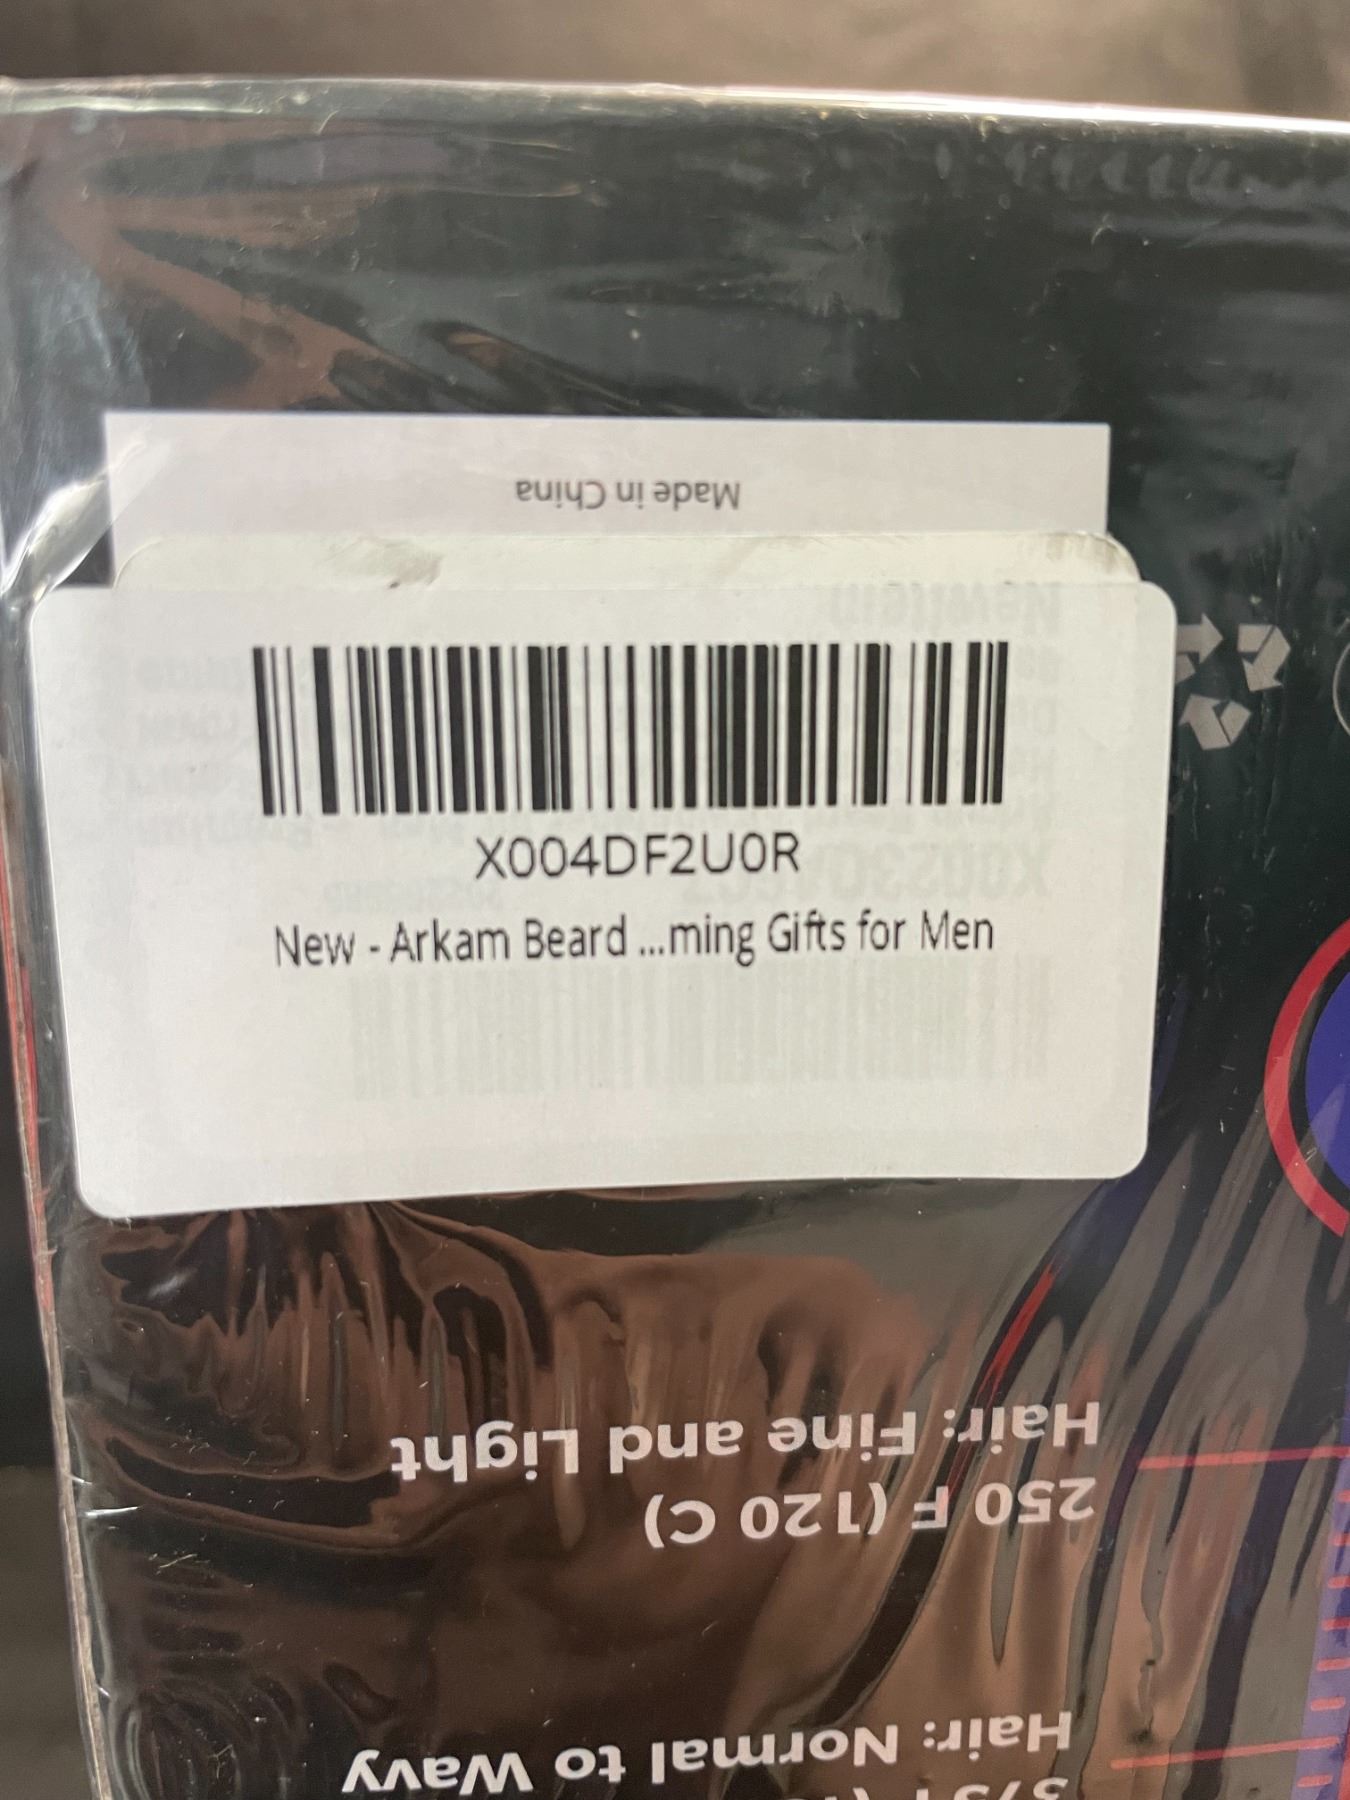 Made in China
X004DF2U0R
New - Arkam Beard ...ming Gifts for Men
Hair: Fine and Light
250 F (120 C)
Hair: Normal to Wavy